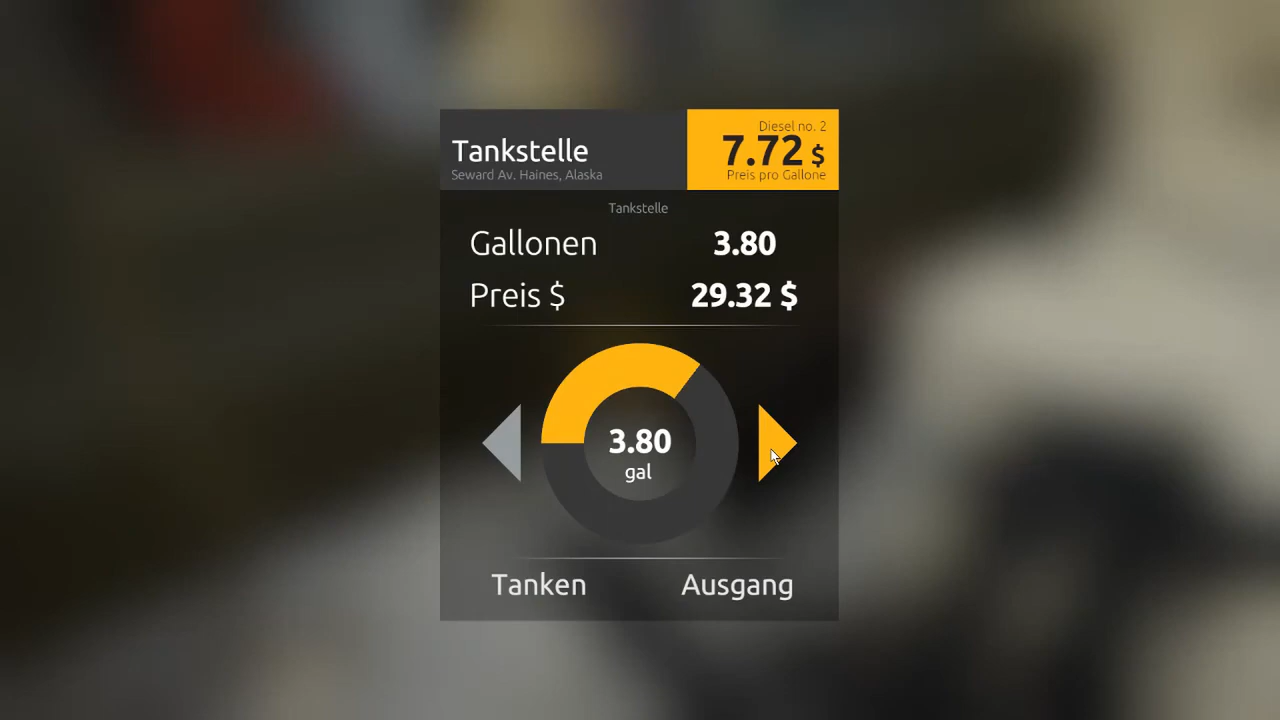 Tankstelle
Seward Av. Haines, Alaska
Diesel no. 2
7.72 $
Preis pro Gallone
Tankstelle
Gallonen 3.80
Preis $ 29.32 $
3.80
gal
Tanken Ausgang